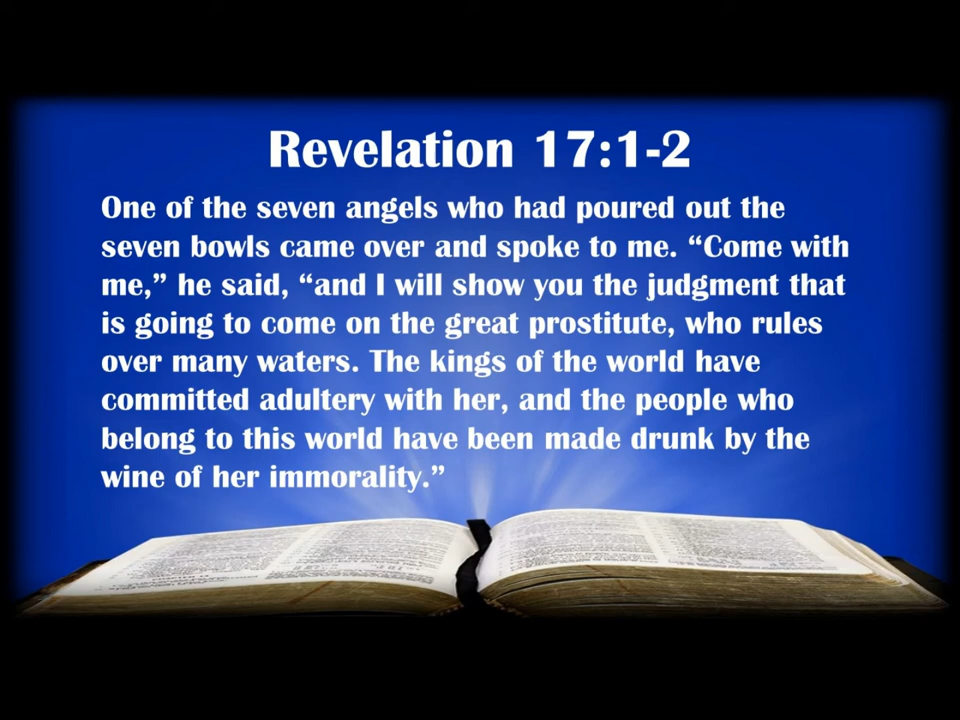 Revelation 17:1-2
One of the seven angels who had poured out the
seven bowls came over and spoke to me. “Come with
me,” he said, “and I will show you the judgment that
is going to come on the great prostitute, who rules
over many waters. The kings of the world have
committed adultery with her, and the people who
belong to this world have been made drunk by the
wine of her immorality.”